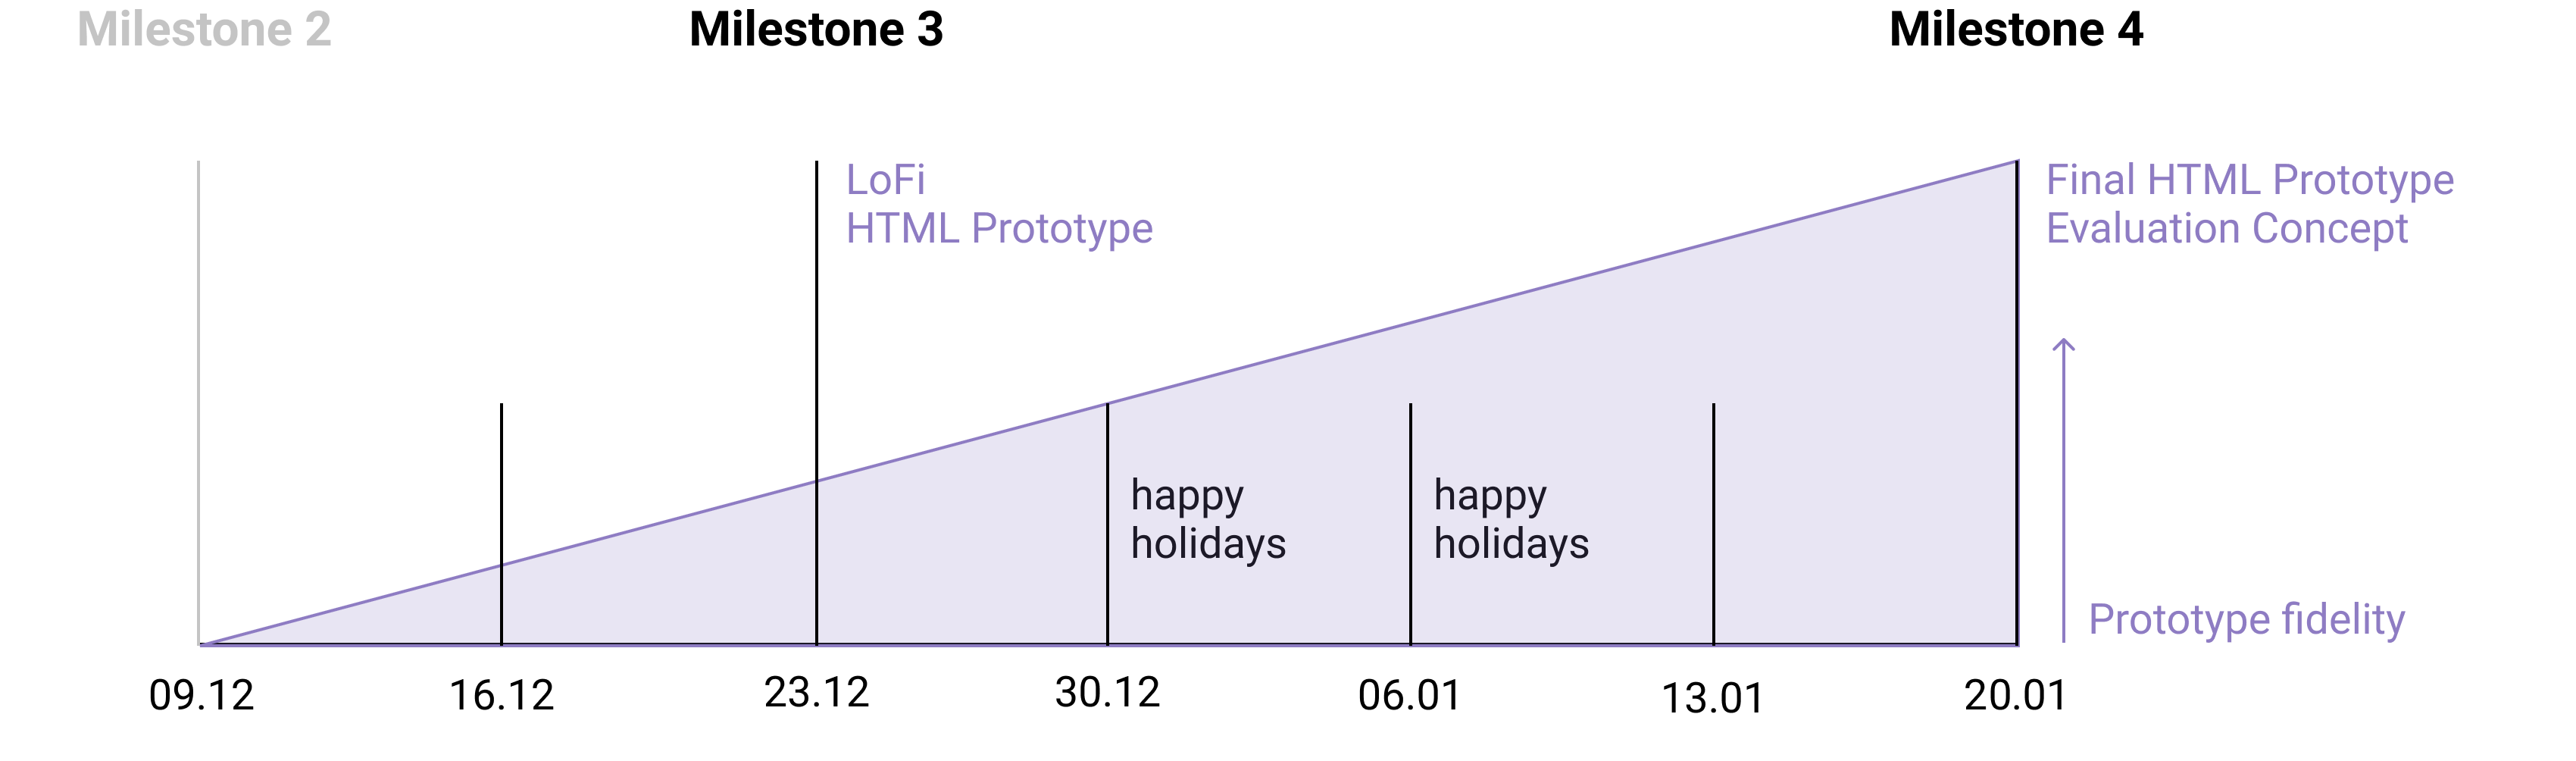 Milestone 2
Milestone 3
Milestone 4
LoFi
HTML Prototype
Final HTML Prototype
Evaluation Concept
happy
holidays
happy
holidays
Prototype fidelity
09.12
16.12
23.12
30.12
06.01
13.01
20.01